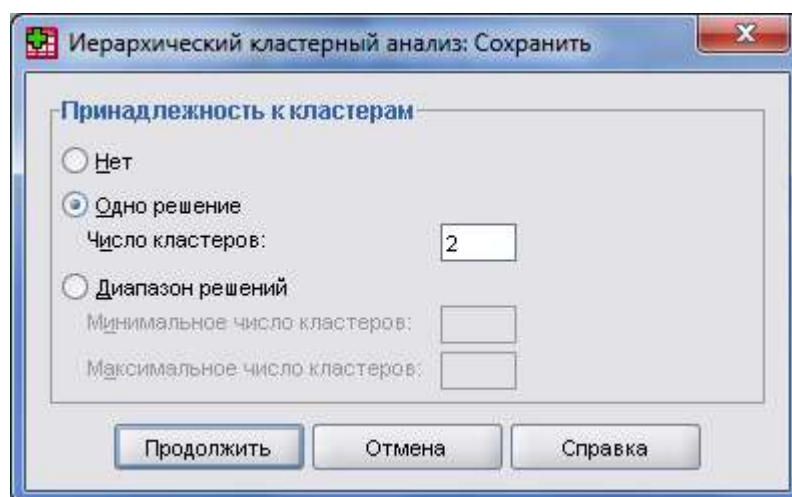 Иерархический кластерный анализ: Сохранить
Принадлежность к кластерам
Нет
Одно решение
Число кластеров: 2
Диапазон решений
Минимальное число кластеров:
Максимальное число кластеров:
Продолжить Отмена Справка